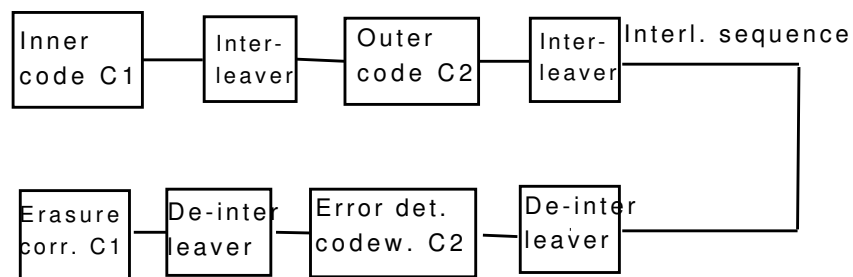 Inner
code C1
Inter-
leaver
Outer
code C2
Inter-
leaver
Interl. sequence
Erasure
corr. C1
De-inter
leaver
Error det.
codew. C2
De-inter
leaver